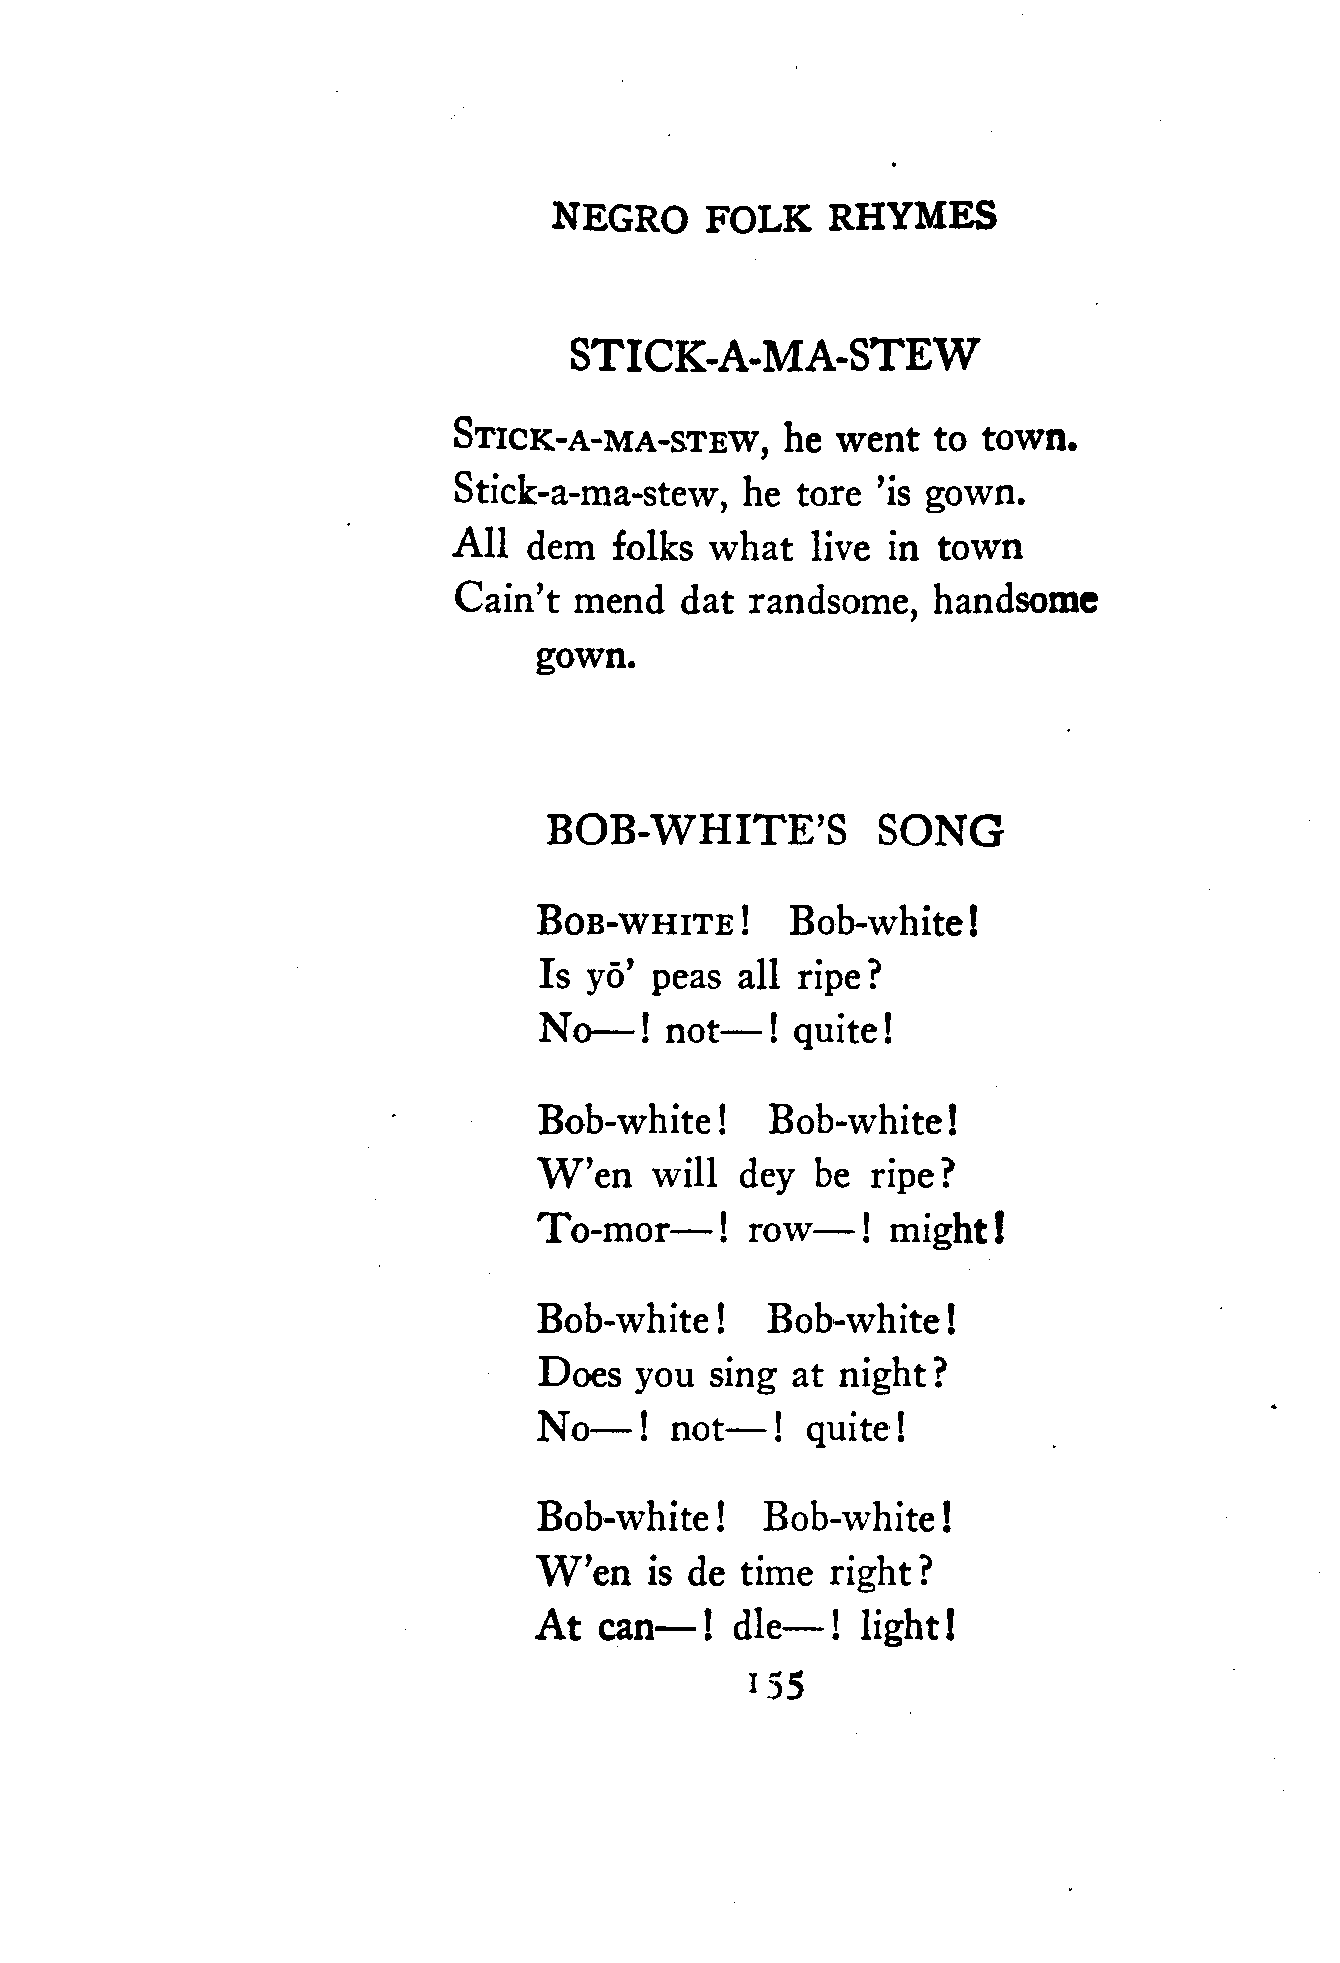 NEGRO FOLK RHYMES
STICK-A-MA-STEW
STICK-A-MA-STEW, he went to town.
Stick-a-ma-stew, he tore 'is gown.
All dem folks what live in town
Cain't mend dat randsome, handsome
gown.
BOB-WHITE'S SONG
BOB-WHITE! Bob-white!
Is yō' peas all ripe?
No—! not—! quite!
Bob-white! Bob-white!
W'en will dey be ripe?
To-mor—! row—! might!
Bob-white! Bob-white!
Does you sing at night?
No—! not—! quite!
Bob-white! Bob-white!
W'en is de time right?
At can—! dle—! light!
155